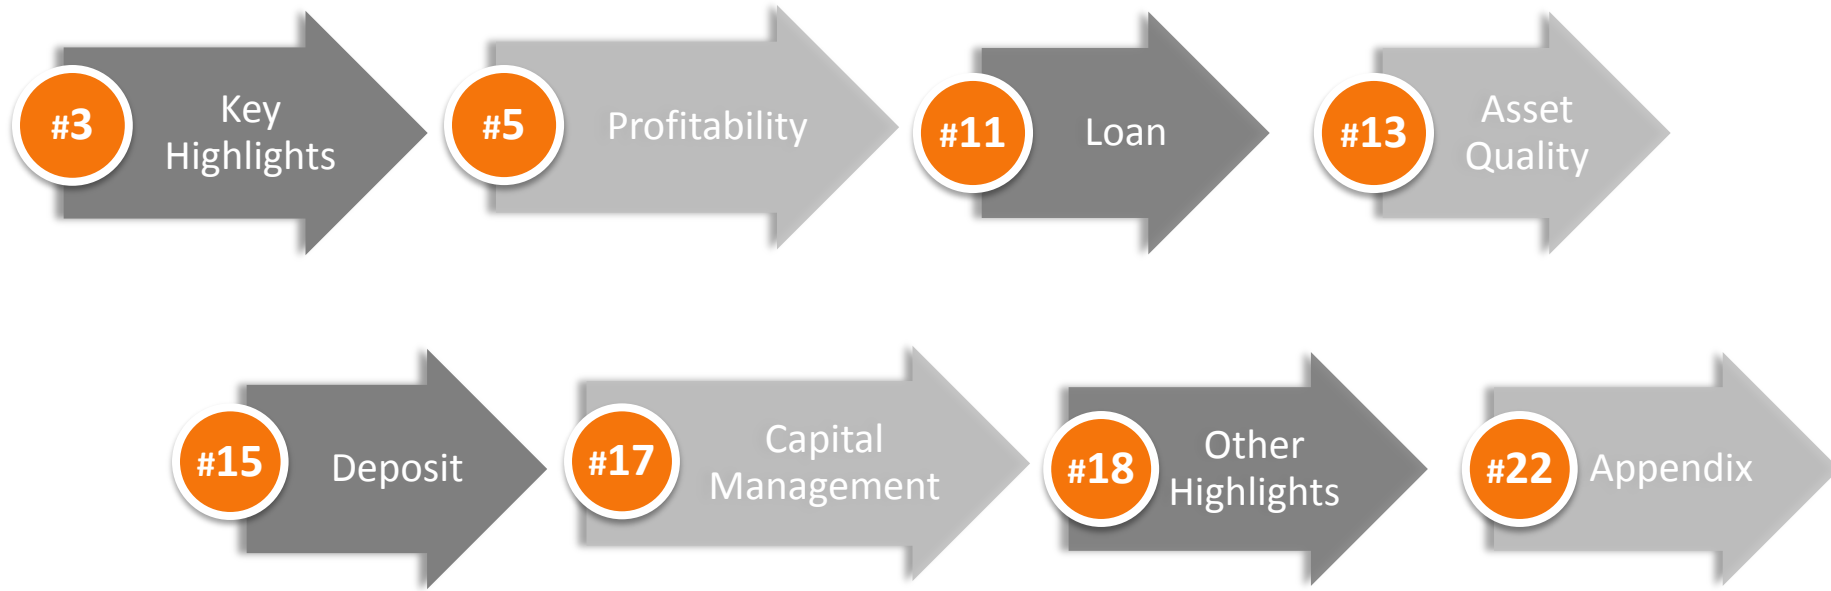 #3
Key
Highlights
#5
Profitability
#11
Loan
#13
Asset
Quality
#15
Deposit
#17
Capital
Management
#18
Other
Highlights
#22
Appendix